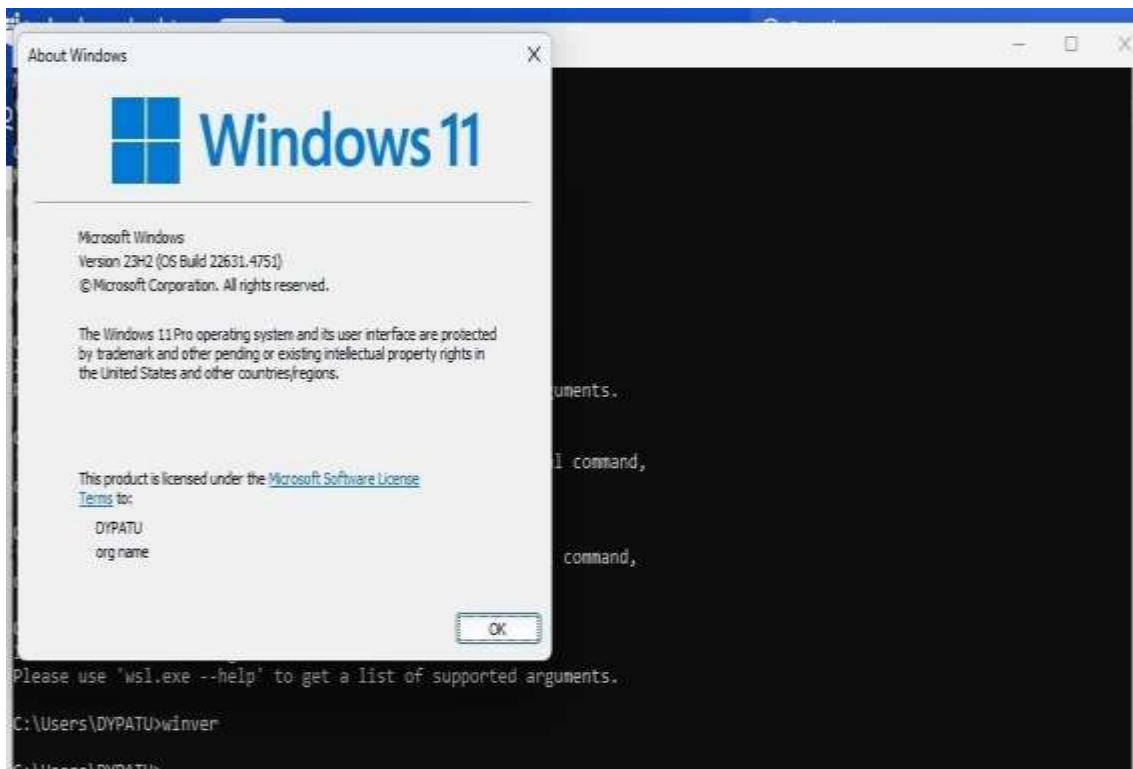 About Windows
Windows 11
Microsoft Windows
Version 23H2 (OS Build 22631.4751)
© Microsoft Corporation. All rights reserved.
The Windows 11 Pro operating system and its user interface are protected
by trademark and other pending or existing intellectual property rights in
the United States and other countries/regions.
This product is licensed under the Microsoft Software License
Terms to:
DYPATU
org name
OK
uments.
command,
command,
Please use 'wsl.exe --help' to get a list of supported arguments.
C:\Users\DYPATU>winver
C:\Users\DYPATU>